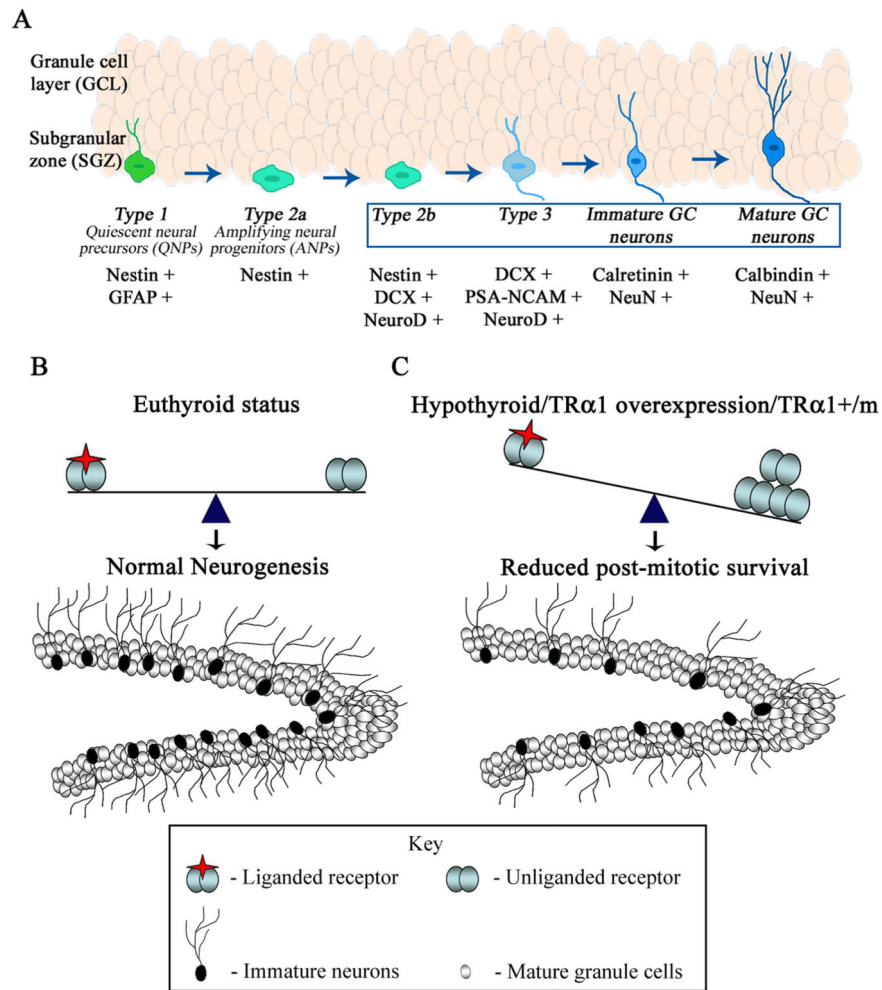 A
Granule cell
layer (GCL)
Subgranular
zone (SGZ)
Type 1
Quiescent neural
precursors (QNPs)
Nestin +
GFAP +
Type 2a
Amplifying neural
progenitors (ANPs)
Nestin +
Type 2b
Nestin +
DCX +
NeuroD +
Type 3
DCX +
PSA-NCAM +
NeuroD +
Immature GC
neurons
Calretinin +
NeuN +
Mature GC
neurons
Calbindin +
NeuN +
B
Euthyroid status
Normal Neurogenesis
C
Hypothyroid/TRα1 overexpression/TRα1+/m
Reduced post-mitotic survival
Key
- Liganded receptor
- Unliganded receptor
- Immature neurons
- Mature granule cells